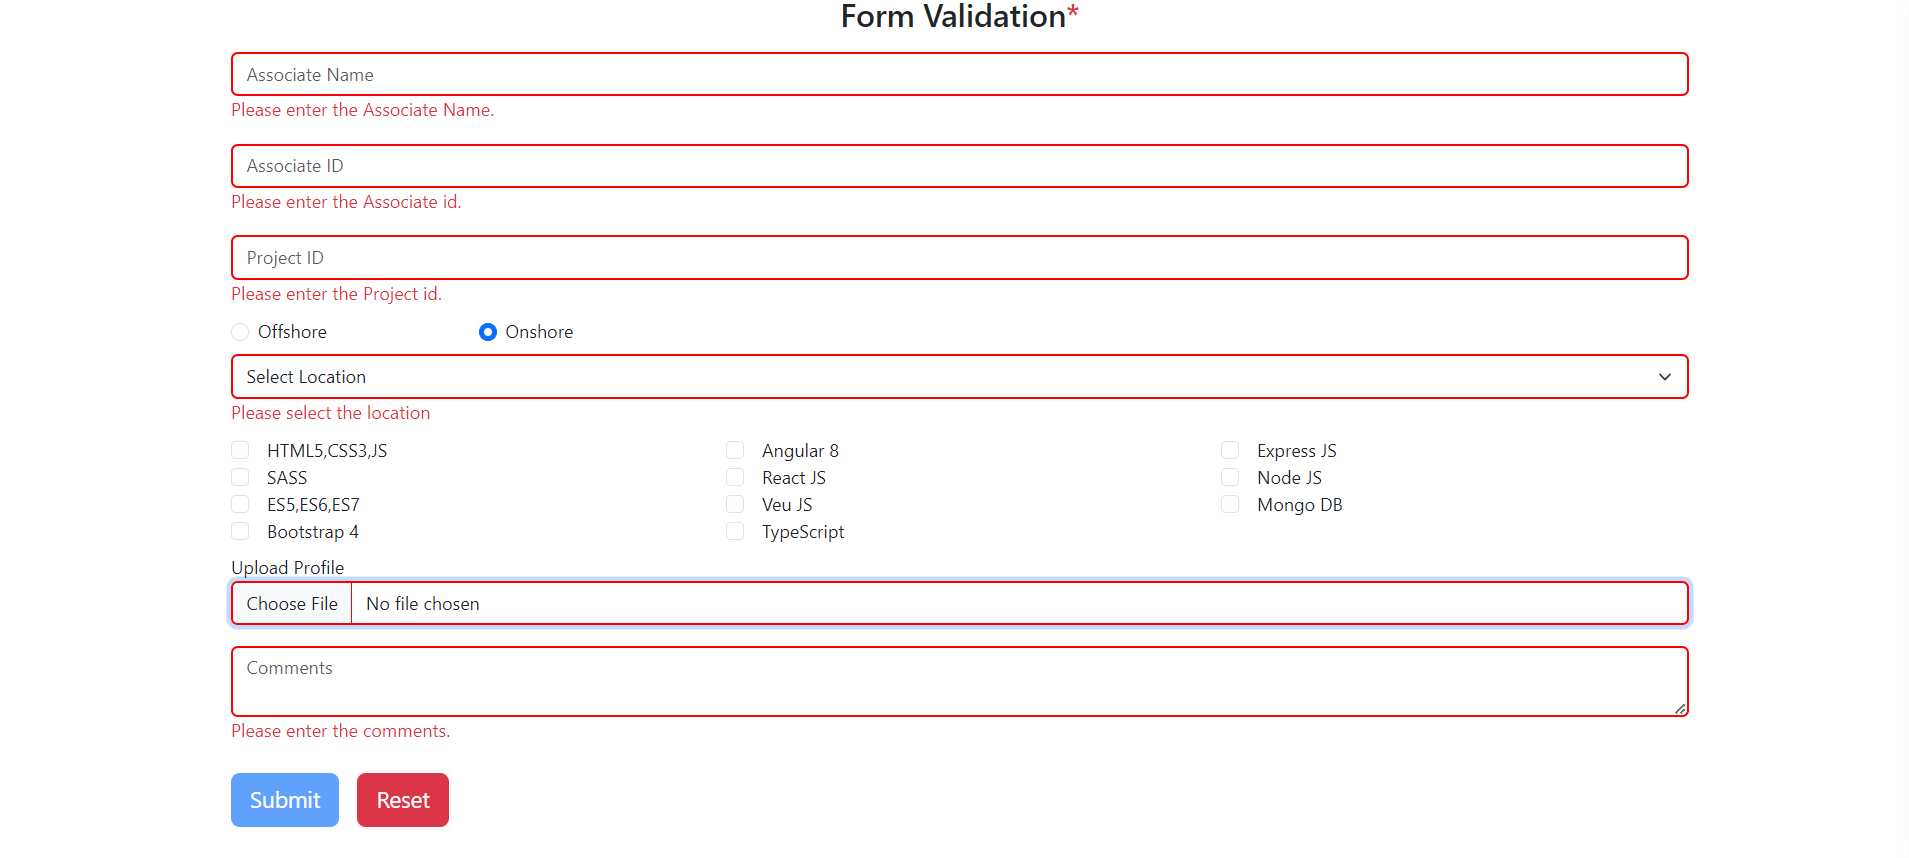 Form Validation*
Associate Name
Please enter the Associate Name.
Associate ID
Please enter the Associate id.
Project ID
Please enter the Project id.
Offshore Onshore
Select Location
Please select the location
HTML5,CSS3,JS Angular 8 Express JS
SASS React JS Node JS
ES5,ES6,ES7 Veu JS Mongo DB
Bootstrap 4 TypeScript
Upload Profile
Choose File No file chosen
Comments
Please enter the comments.
Submit Reset